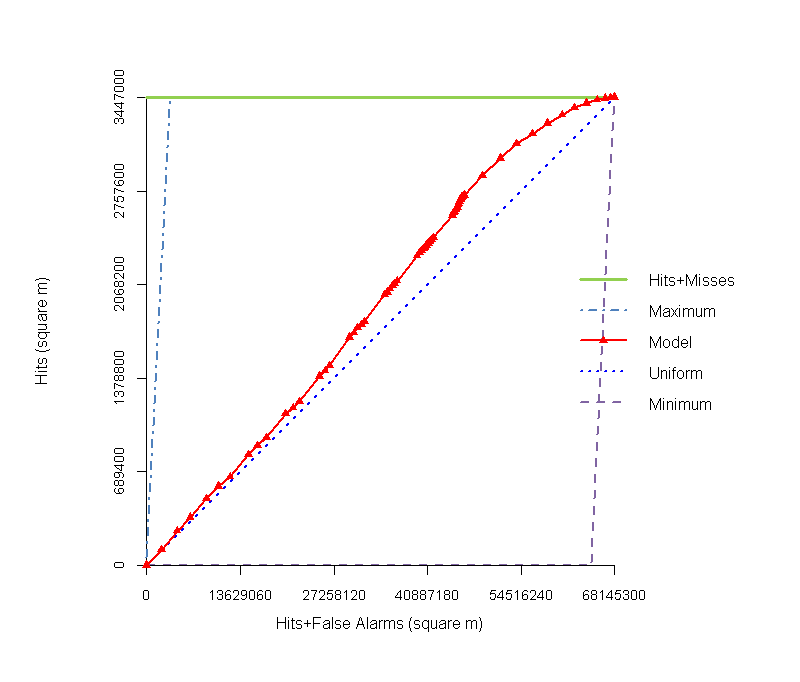 3447000
2757600
2068200
1378800
689400
0
Hits (square m)
0 13629060 27258120 40887180 54516240 68145300
Hits+False Alarms (square m)
Hits+Misses
Maximum
Model
Uniform
Minimum